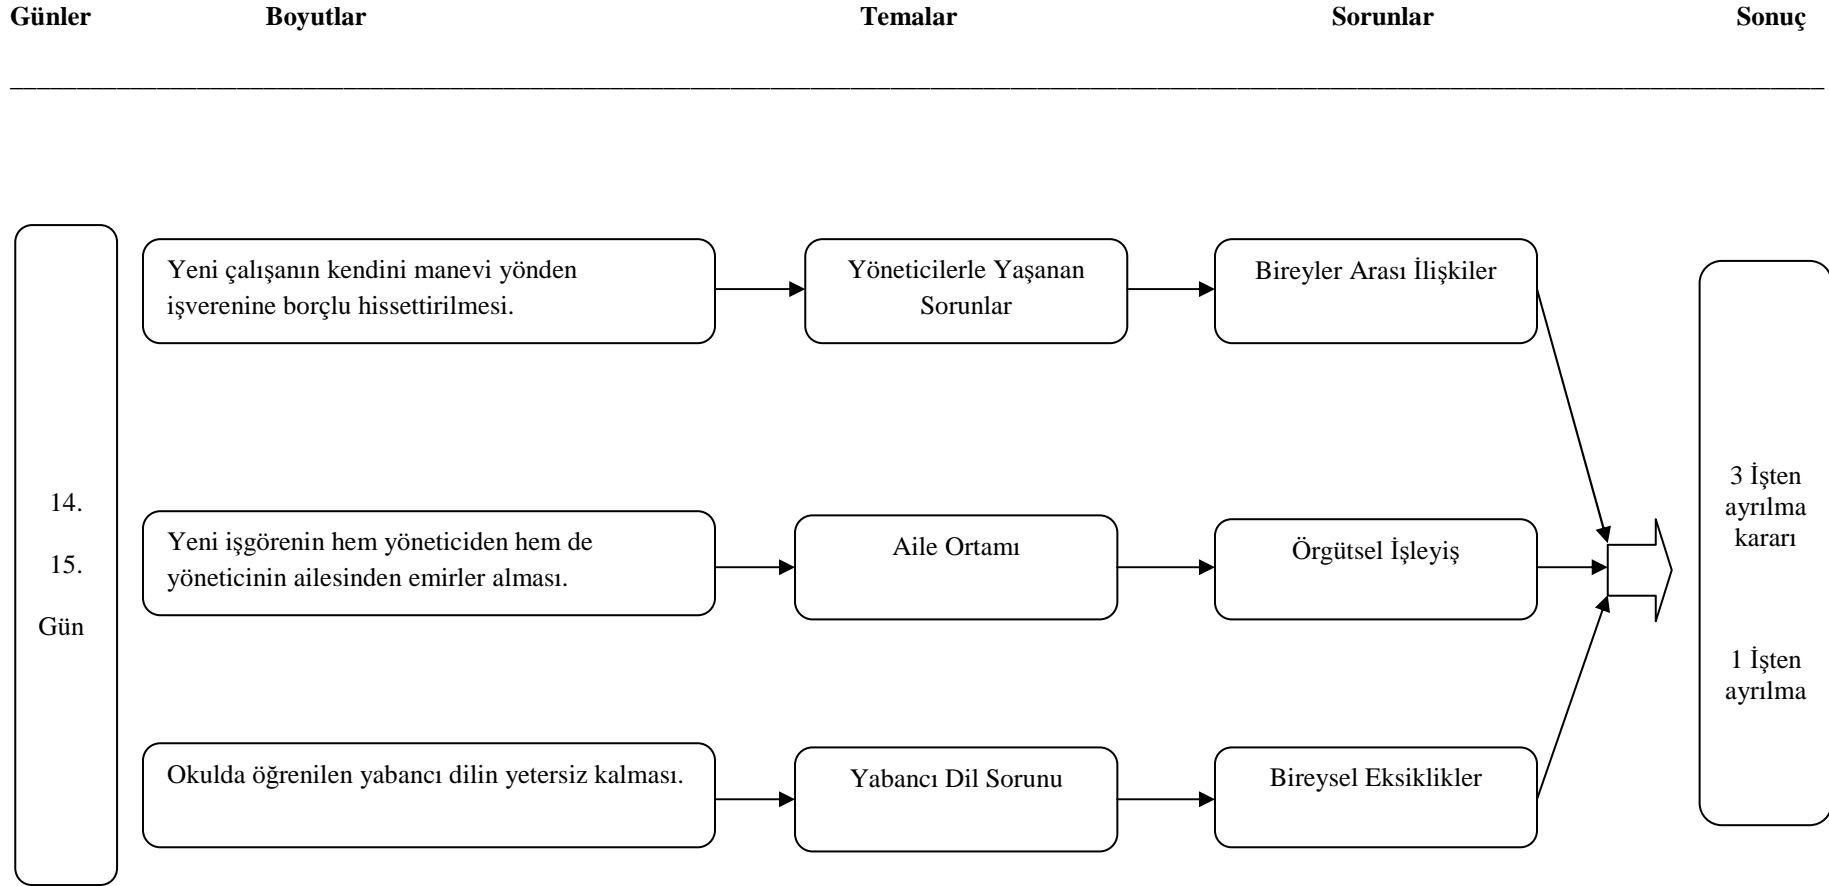 Günler Boyutlar Temalar Sorunlar Sonuç
14.
15.
Gün
Yeni çalışanın kendini manevi yönden
işverenine borçlu hissettirilmesi.
Yöneticilerle Yaşanan
Sorunlar
Bireyler Arası İlişkiler
Yeni işgörenin hem yöneticiden hem de
yöneticinin ailesinden emirler alması.
Aile Ortamı
Örgütsel İşleyiş
Okulda öğrenilen yabancı dilin yetersiz kalması.
Yabancı Dil Sorunu
Bireysel Eksiklikler
3 İşten
ayrılma
kararı
1 İşten
ayrılma